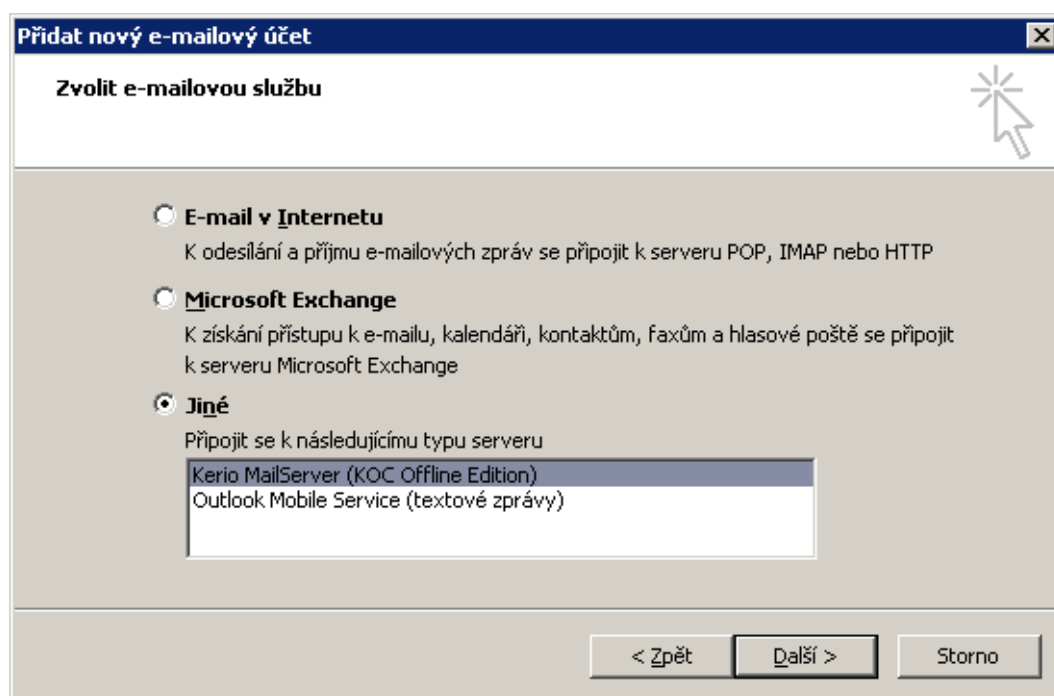 Přidat nový e-mailový účet
Zvolit e-mailovou službu
E-mail v Internetu
K odesílání a příjmu e-mailových zpráv se připojit k serveru POP, IMAP nebo HTTP
Microsoft Exchange
K získání přístupu k e-mailu, kalendáři, kontaktům, faxům a hlasové poště se připojit
k serveru Microsoft Exchange
Jiné
Připojit se k následujícímu typu serveru
Kerio MailServer (KOC Offline Edition)
Outlook Mobile Service (textové zprávy)
< Zpět Další > Storno